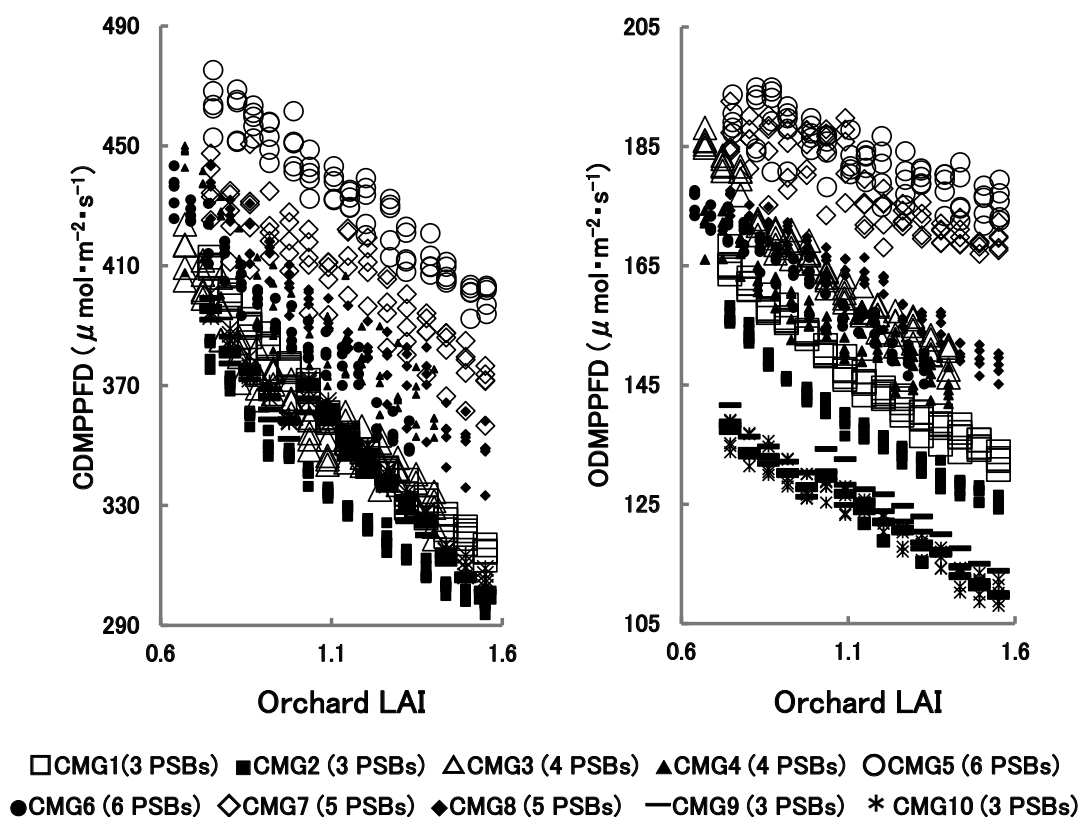 490
450
410
370
330
290
CDMPPFD (μmol・m⁻²・s⁻¹)
0.6 1.1 1.6
Orchard LAI
205
185
165
145
125
105
ODMPPFD (μmol・m⁻²・s⁻¹)
0.6 1.1 1.6
Orchard LAI
□CMG1(3 PSBs) ■CMG2 (3 PSBs) △CMG3 (4 PSBs) ▲CMG4 (4 PSBs) ○CMG5 (6 PSBs)
●CMG6 (6 PSBs) ◇CMG7 (5 PSBs) ◆CMG8 (5 PSBs) —CMG9 (3 PSBs) ✳CMG10 (3 PSBs)